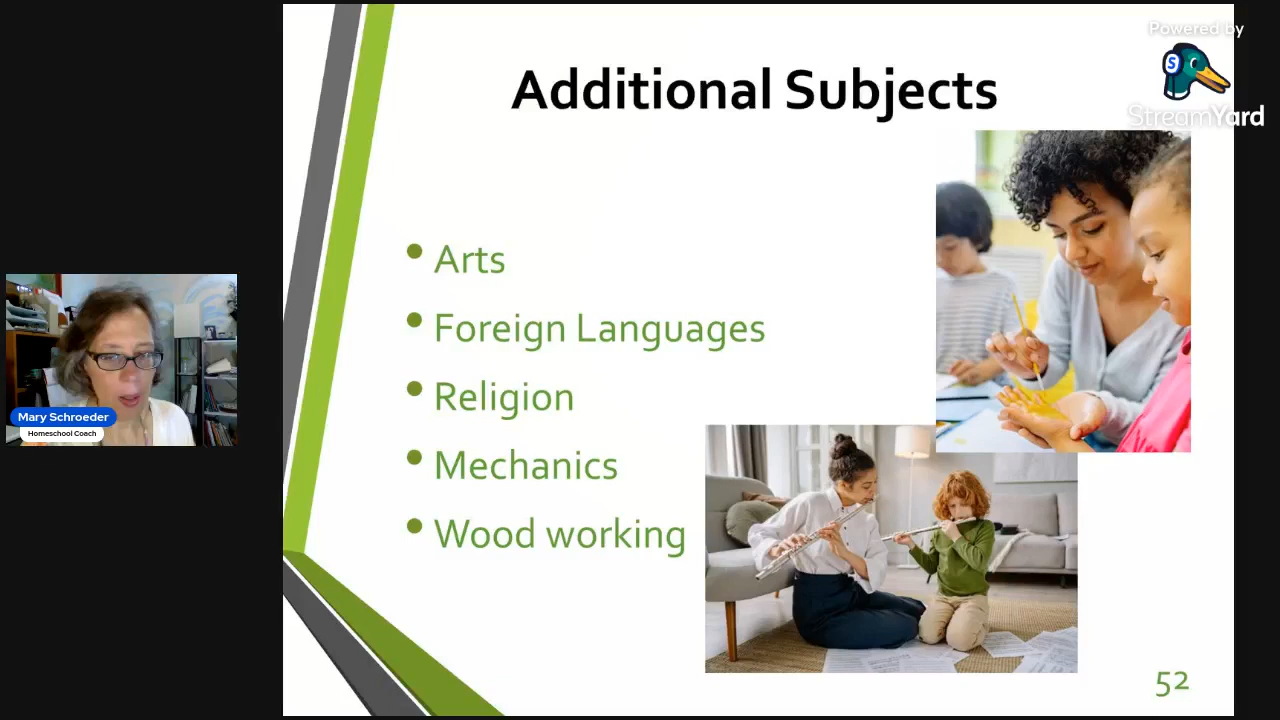 Additional Subjects
Powered by
S
StreamYard
• Arts
• Foreign Languages
• Religion
• Mechanics
• Wood working
Mary Schroeder
Homeschool Coach
52